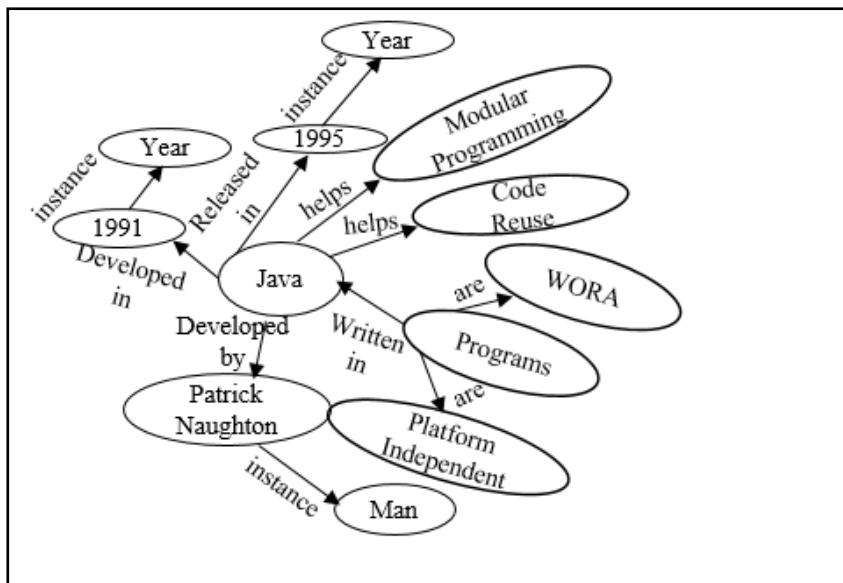 Year
instance
1995
Modular
Programming
Year
instance
Released
in
helps
Code
Reuse
helps
1991
Developed
in
Java
WORA
are
Developed
by
Written
in
Programs
are
Patrick
Naughton
Platform
Independent
instance
Man